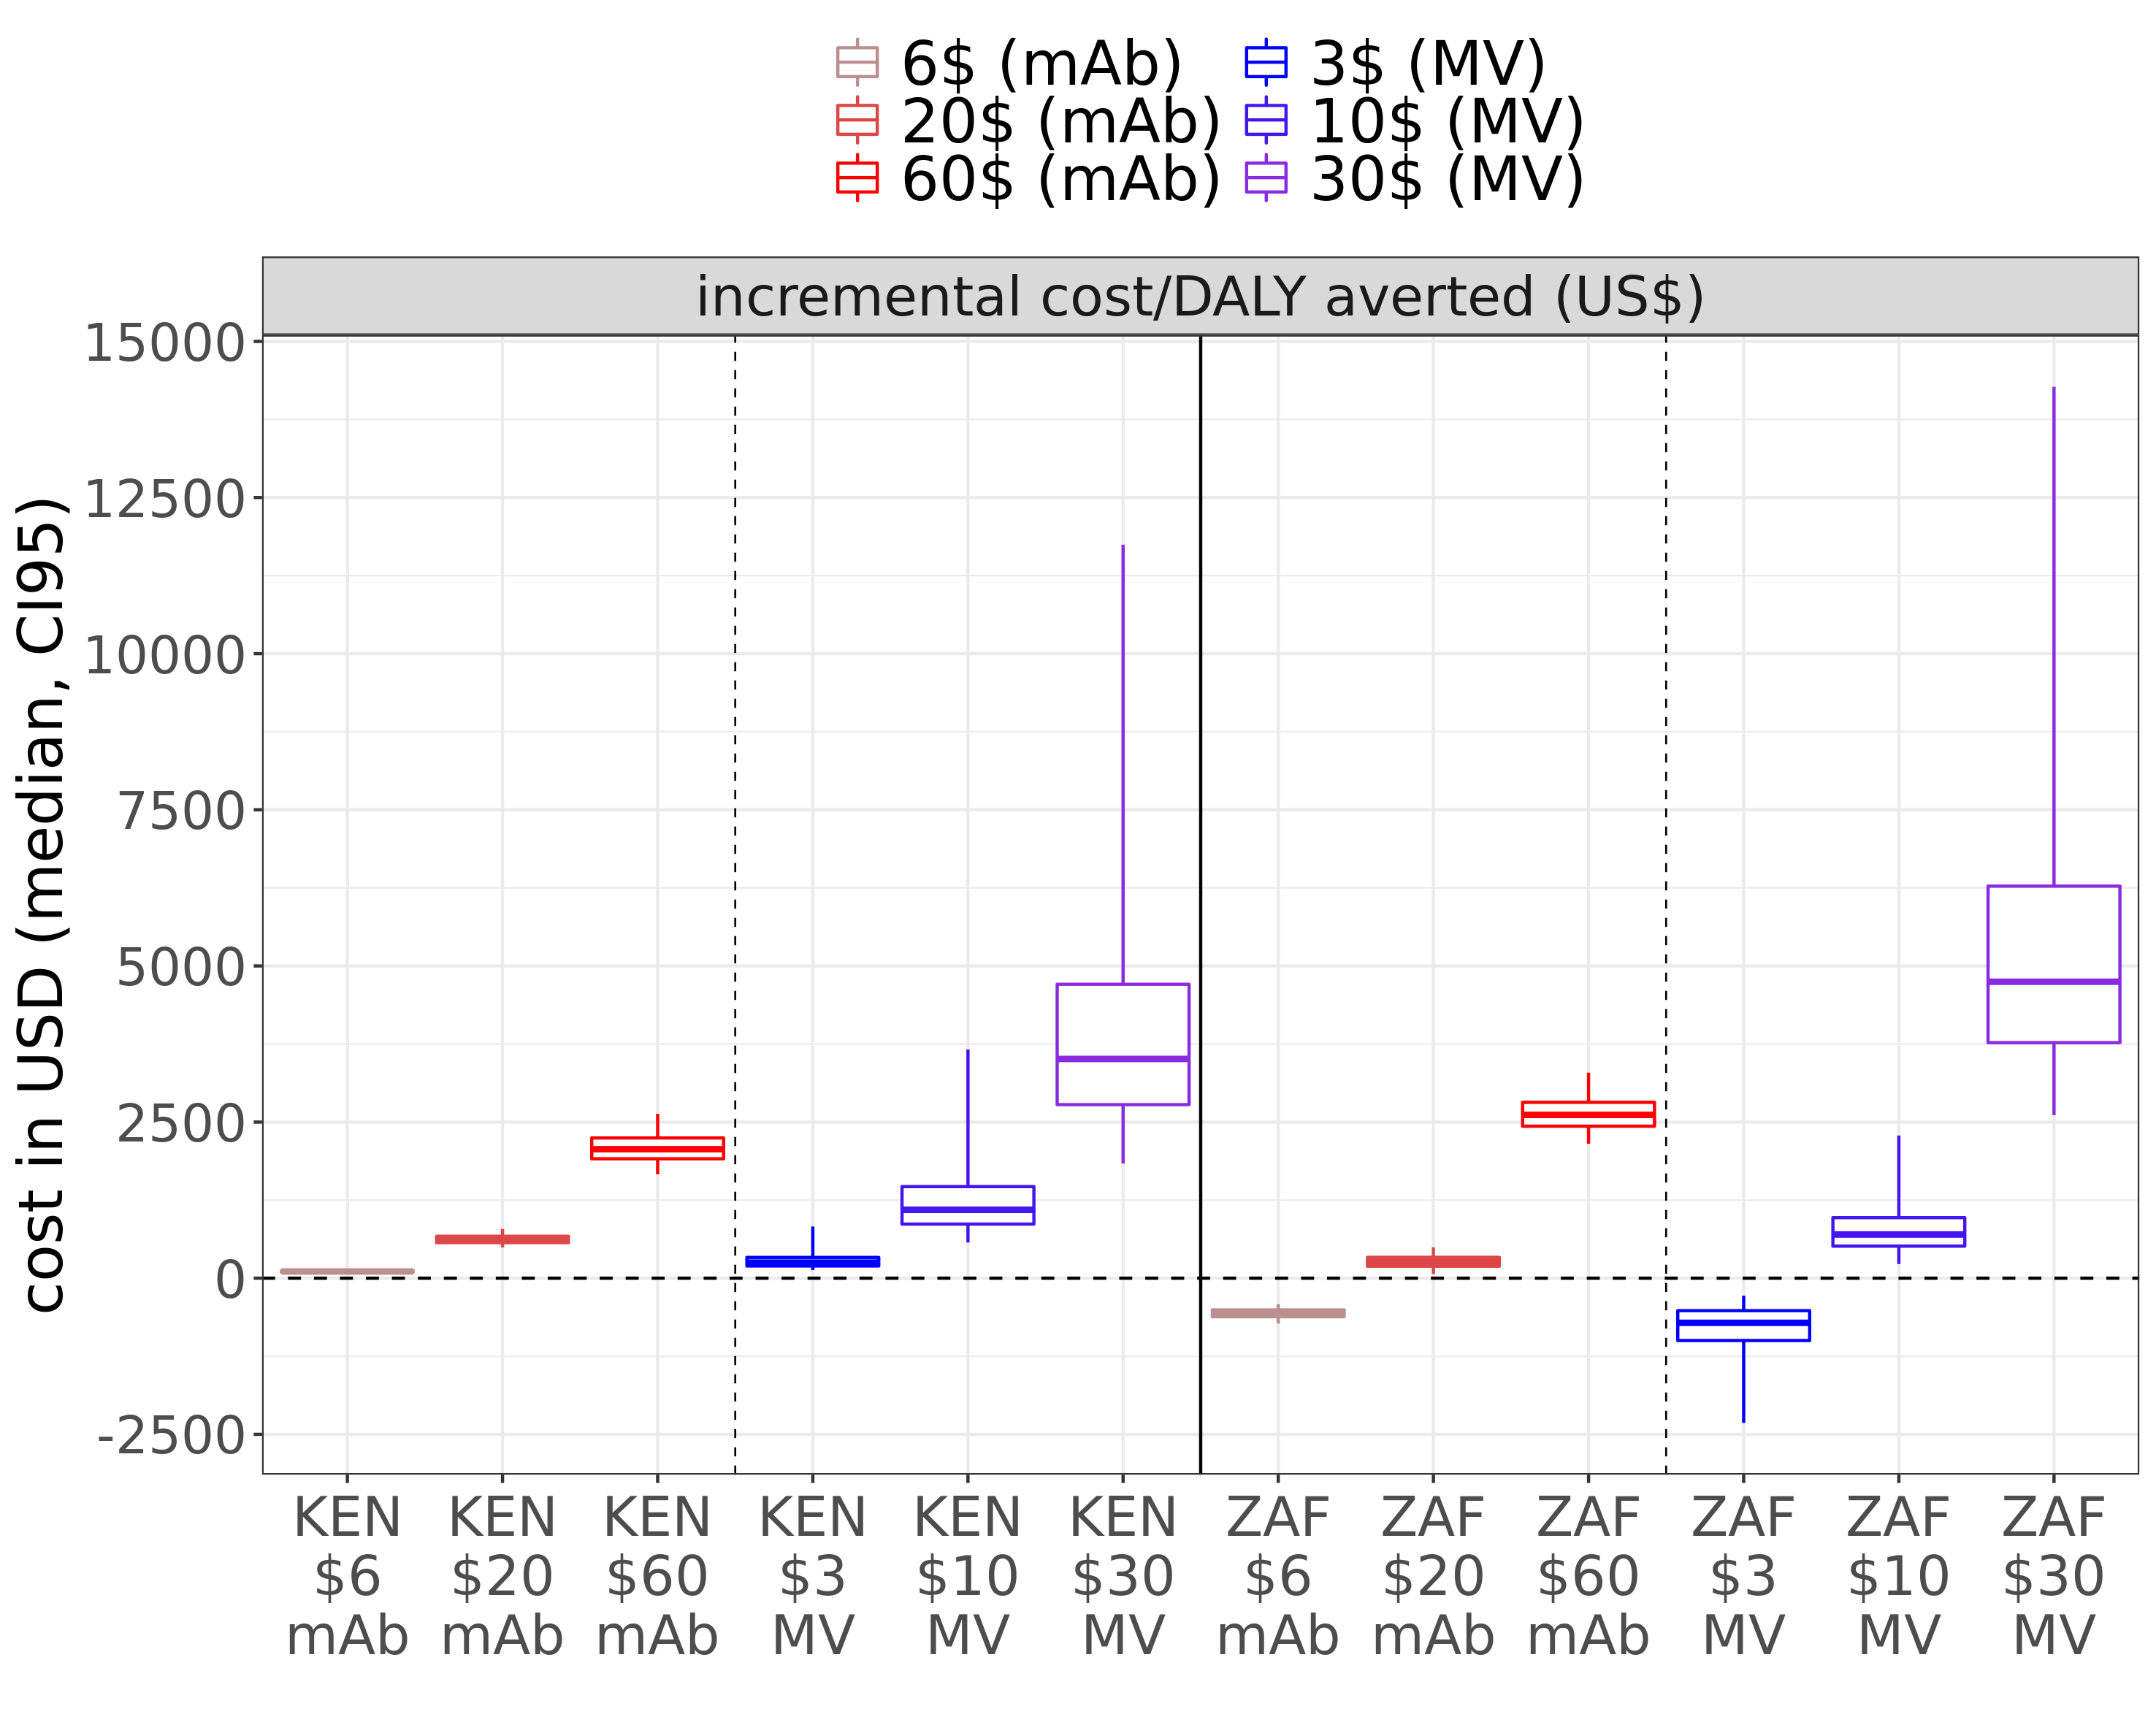 6$ (mAb) 3$ (MV)
20$ (mAb) 10$ (MV)
60$ (mAb) 30$ (MV)
incremental cost/DALY averted (US$)
cost in USD (median, CI95)
15000
12500
10000
7500
5000
2500
0
-2500
KEN KEN KEN KEN KEN KEN ZAF ZAF ZAF ZAF ZAF ZAF
$6 $20 $60 $3 $10 $30 $6 $20 $60 $3 $10 $30
mAb mAb mAb MV MV MV mAb mAb mAb MV MV MV